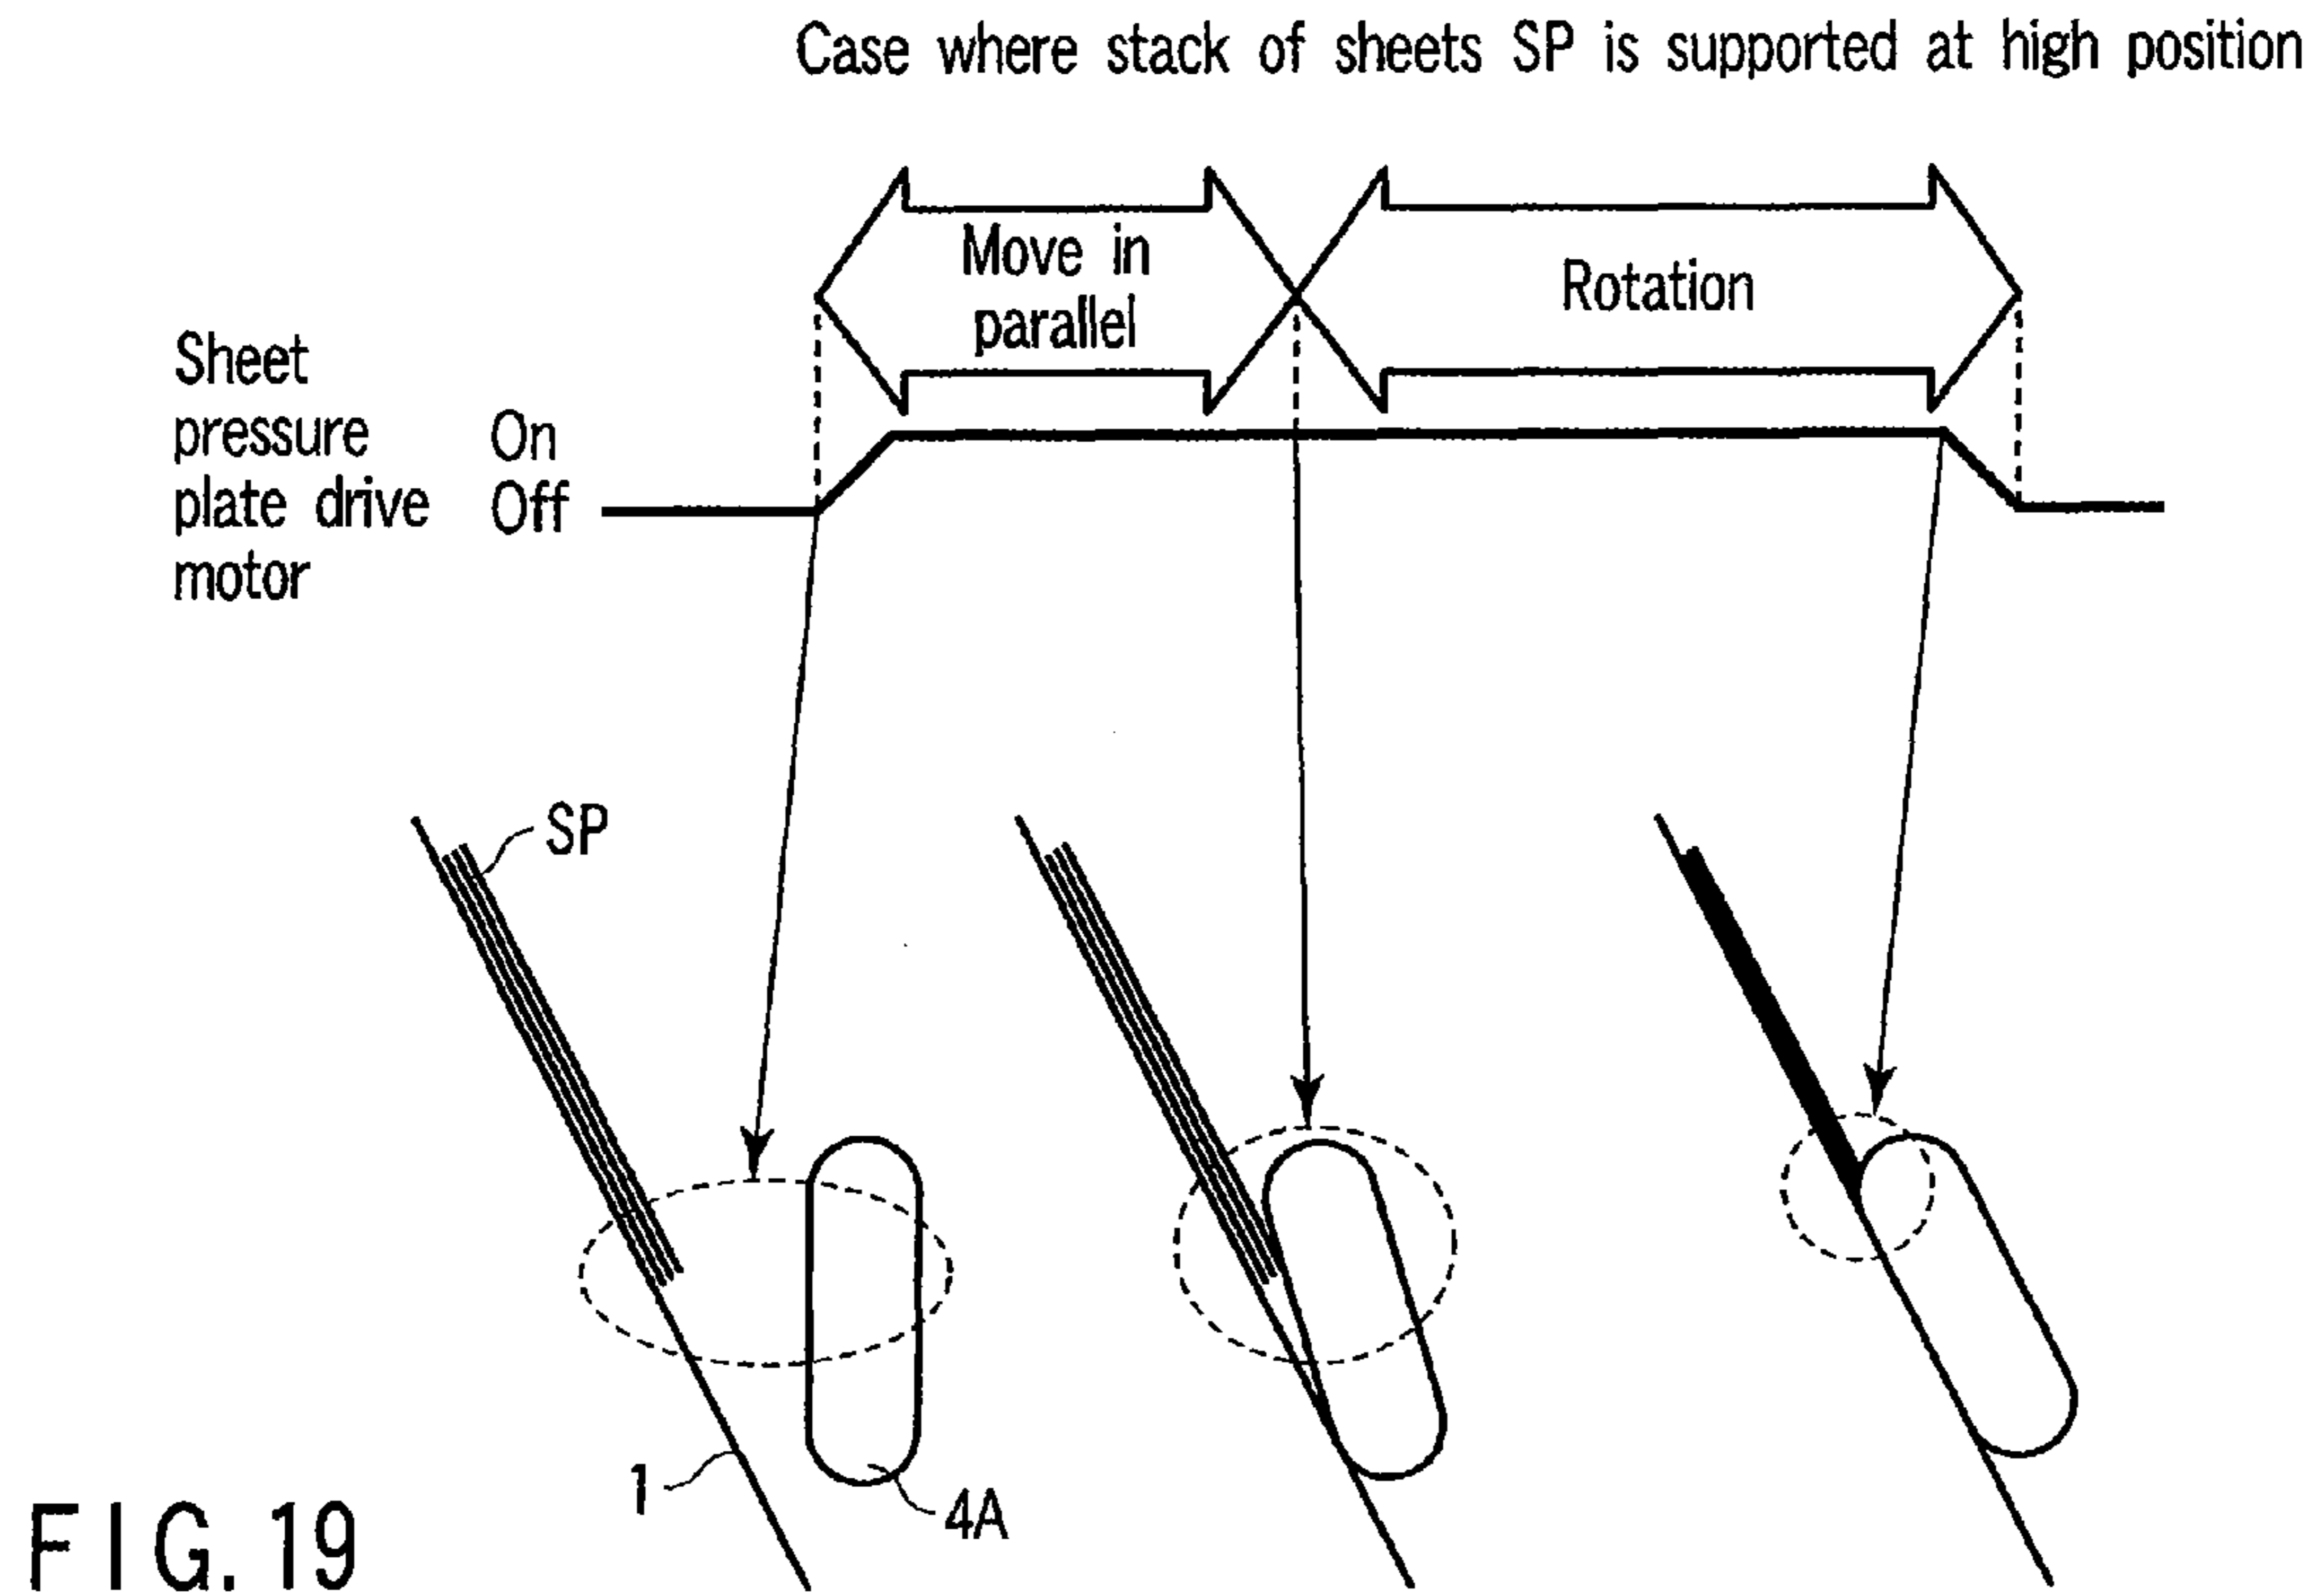 Case where stack of sheets SP is supported at high position
Move in
parallel
Rotation
Sheet
pressure
plate drive
motor
On
Off
SP
1
4A
FIG. 19